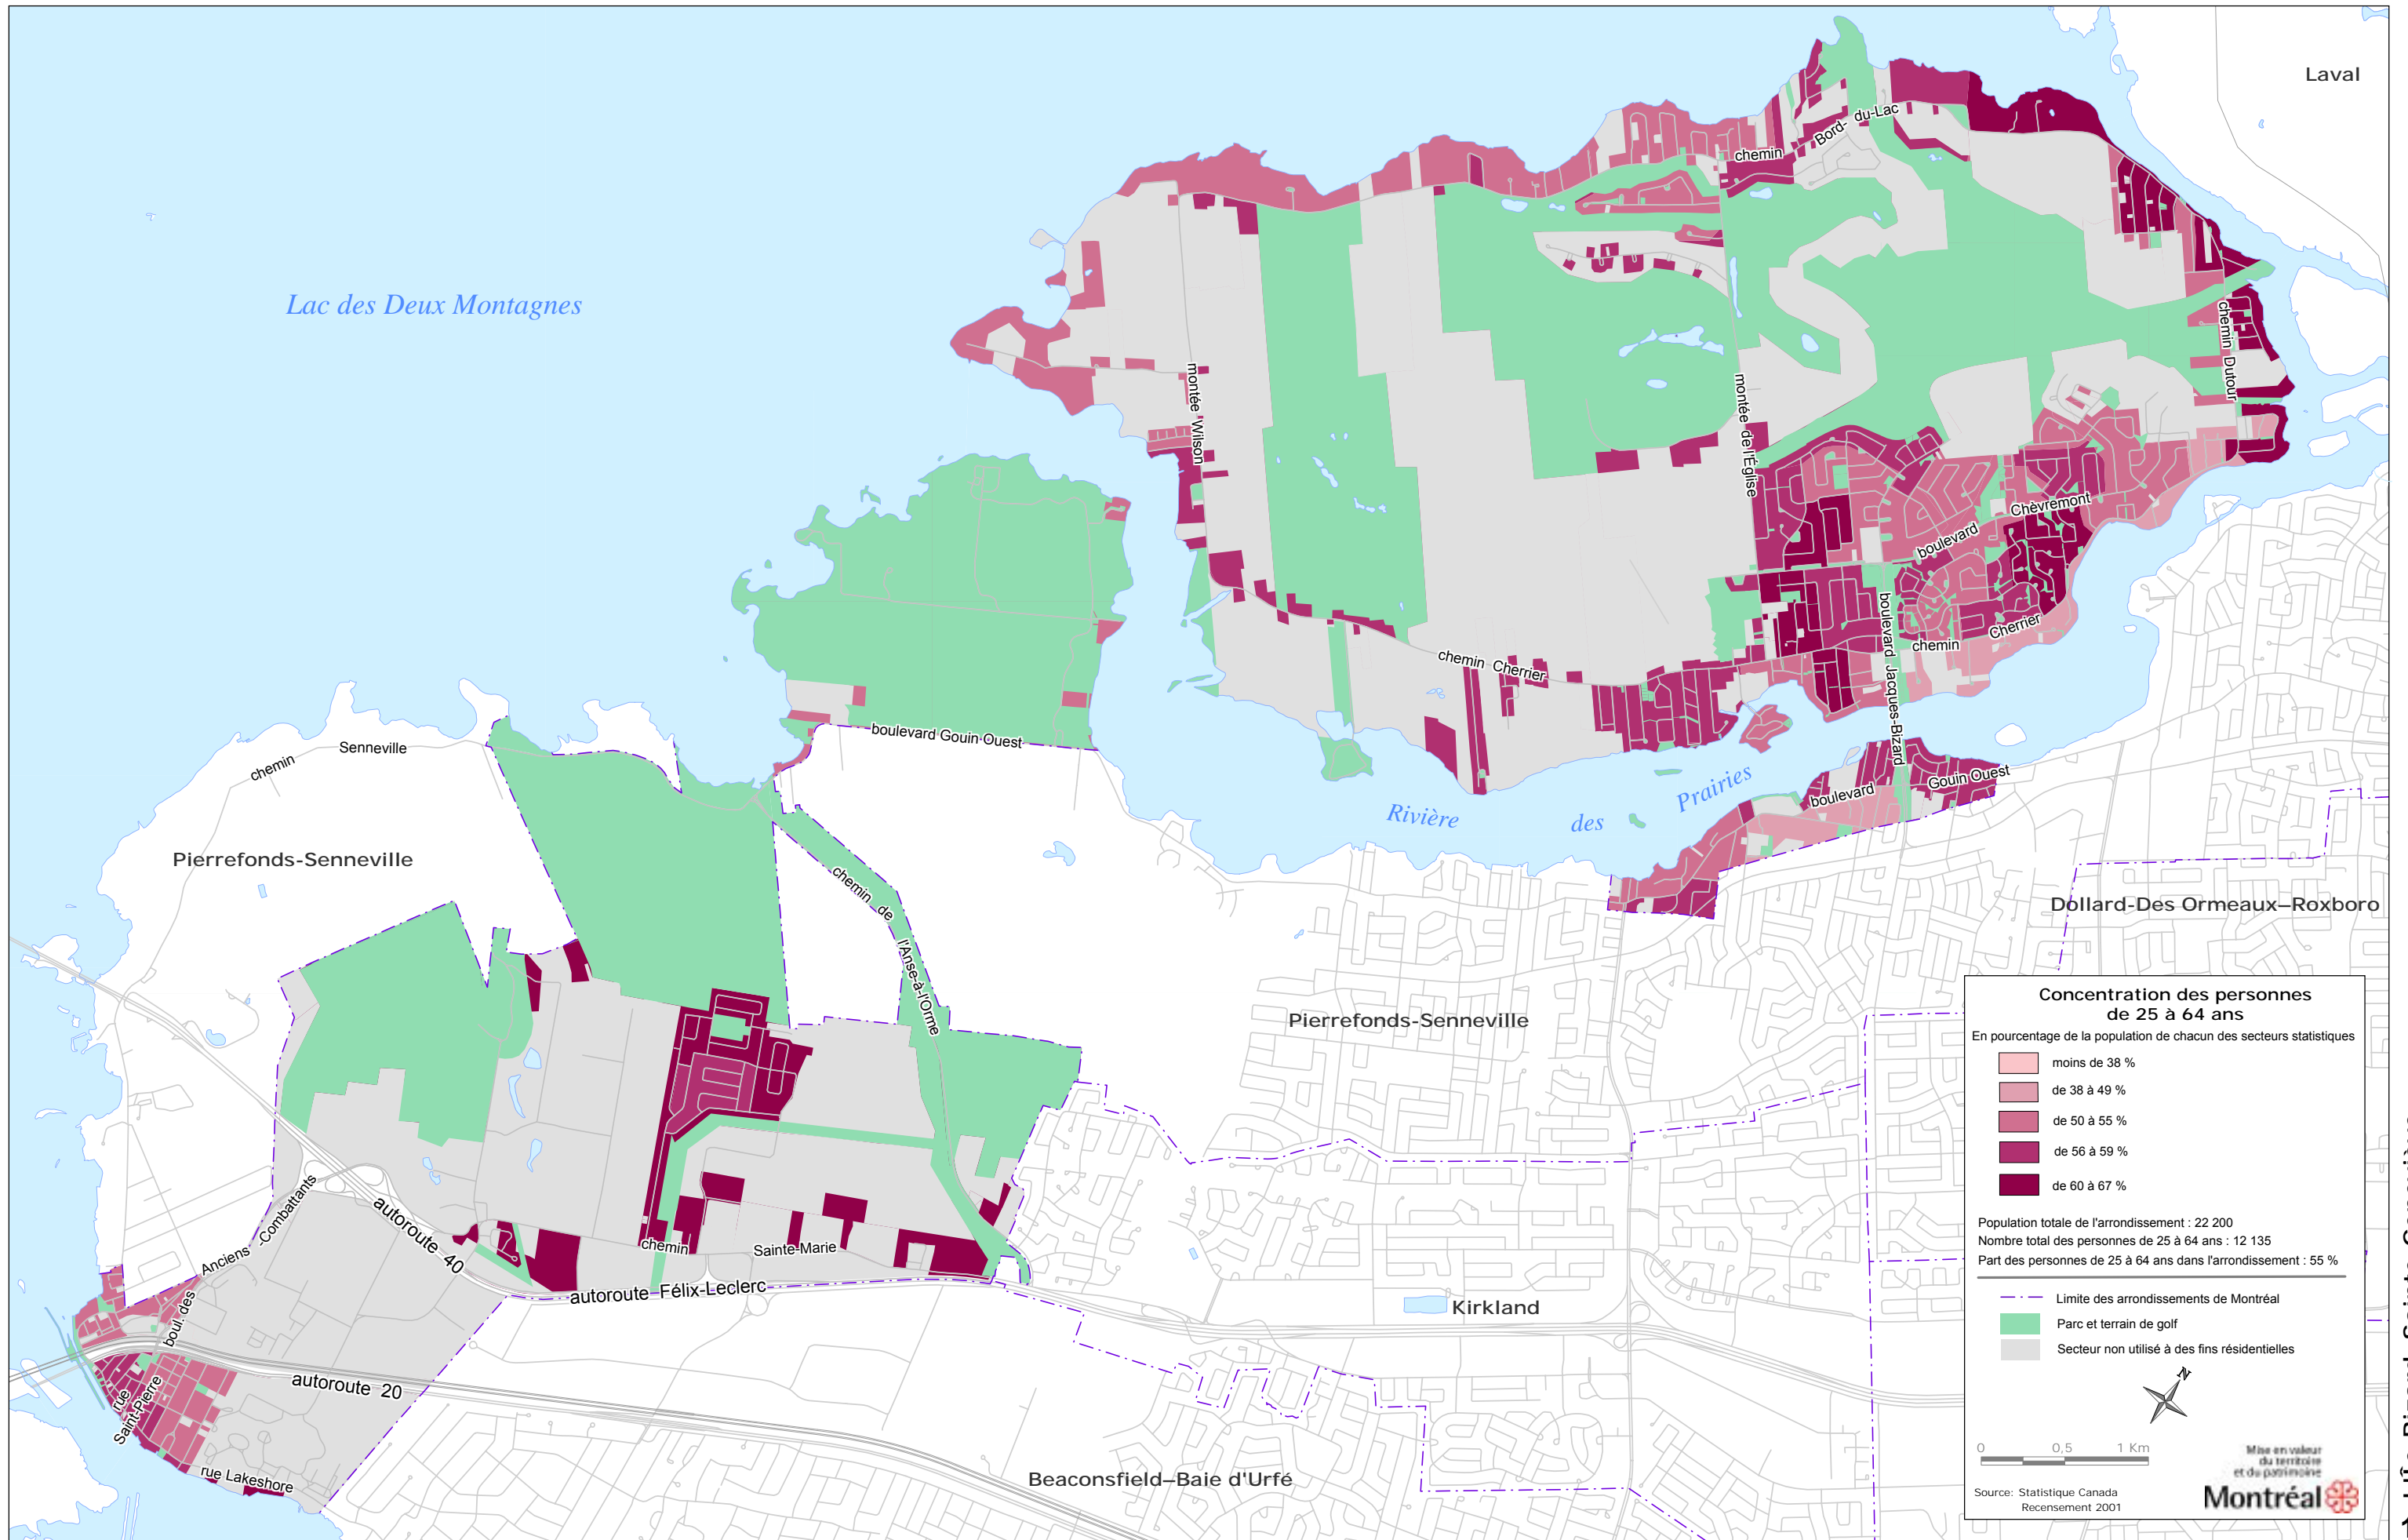 Laval
Bord- du-Lac
chemin
Lac des Deux Montagnes
chemin Dutour
montée Wilson
montée de l'Église
Chèvremont
boulevard
boulevard Jacques-Bizard
Cherrier
chemin
chemin Cherrier
boulevard Gouin Ouest
Senneville
chemin
Gouin Ouest
boulevard
Prairies
Rivière
des
Pierrefonds-Senneville
chemin de l'Anse-à-l'Orme
Dollard-Des Ormeaux–Roxboro
Pierrefonds-Senneville
Anciens -Combattants
boul. des
autoroute 40
chemin
Sainte-Marie
autoroute Félix-Leclerc
Kirkland
autoroute 20
rue
Saint-Pierre
rue Lakeshore
Beaconsfield–Baie d'Urfé
Concentration des personnes
de 25 à 64 ans
En pourcentage de la population de chacun des secteurs statistiques
moins de 38 %
de 38 à 49 %
de 50 à 55 %
de 56 à 59 %
de 60 à 67 %
Population totale de l'arrondissement : 22 200
Nombre total des personnes de 25 à 64 ans : 12 135
Part des personnes de 25 à 64 ans dans l'arrondissement : 55 %
Limite des arrondissements de Montréal
Parc et terrain de golf
Secteur non utilisé à des fins résidentielles
N
0 0,5 1 Km
Mise en valeur
du territoire
et du patrimoine
Source: Statistique Canada
Recensement 2001
Montréal